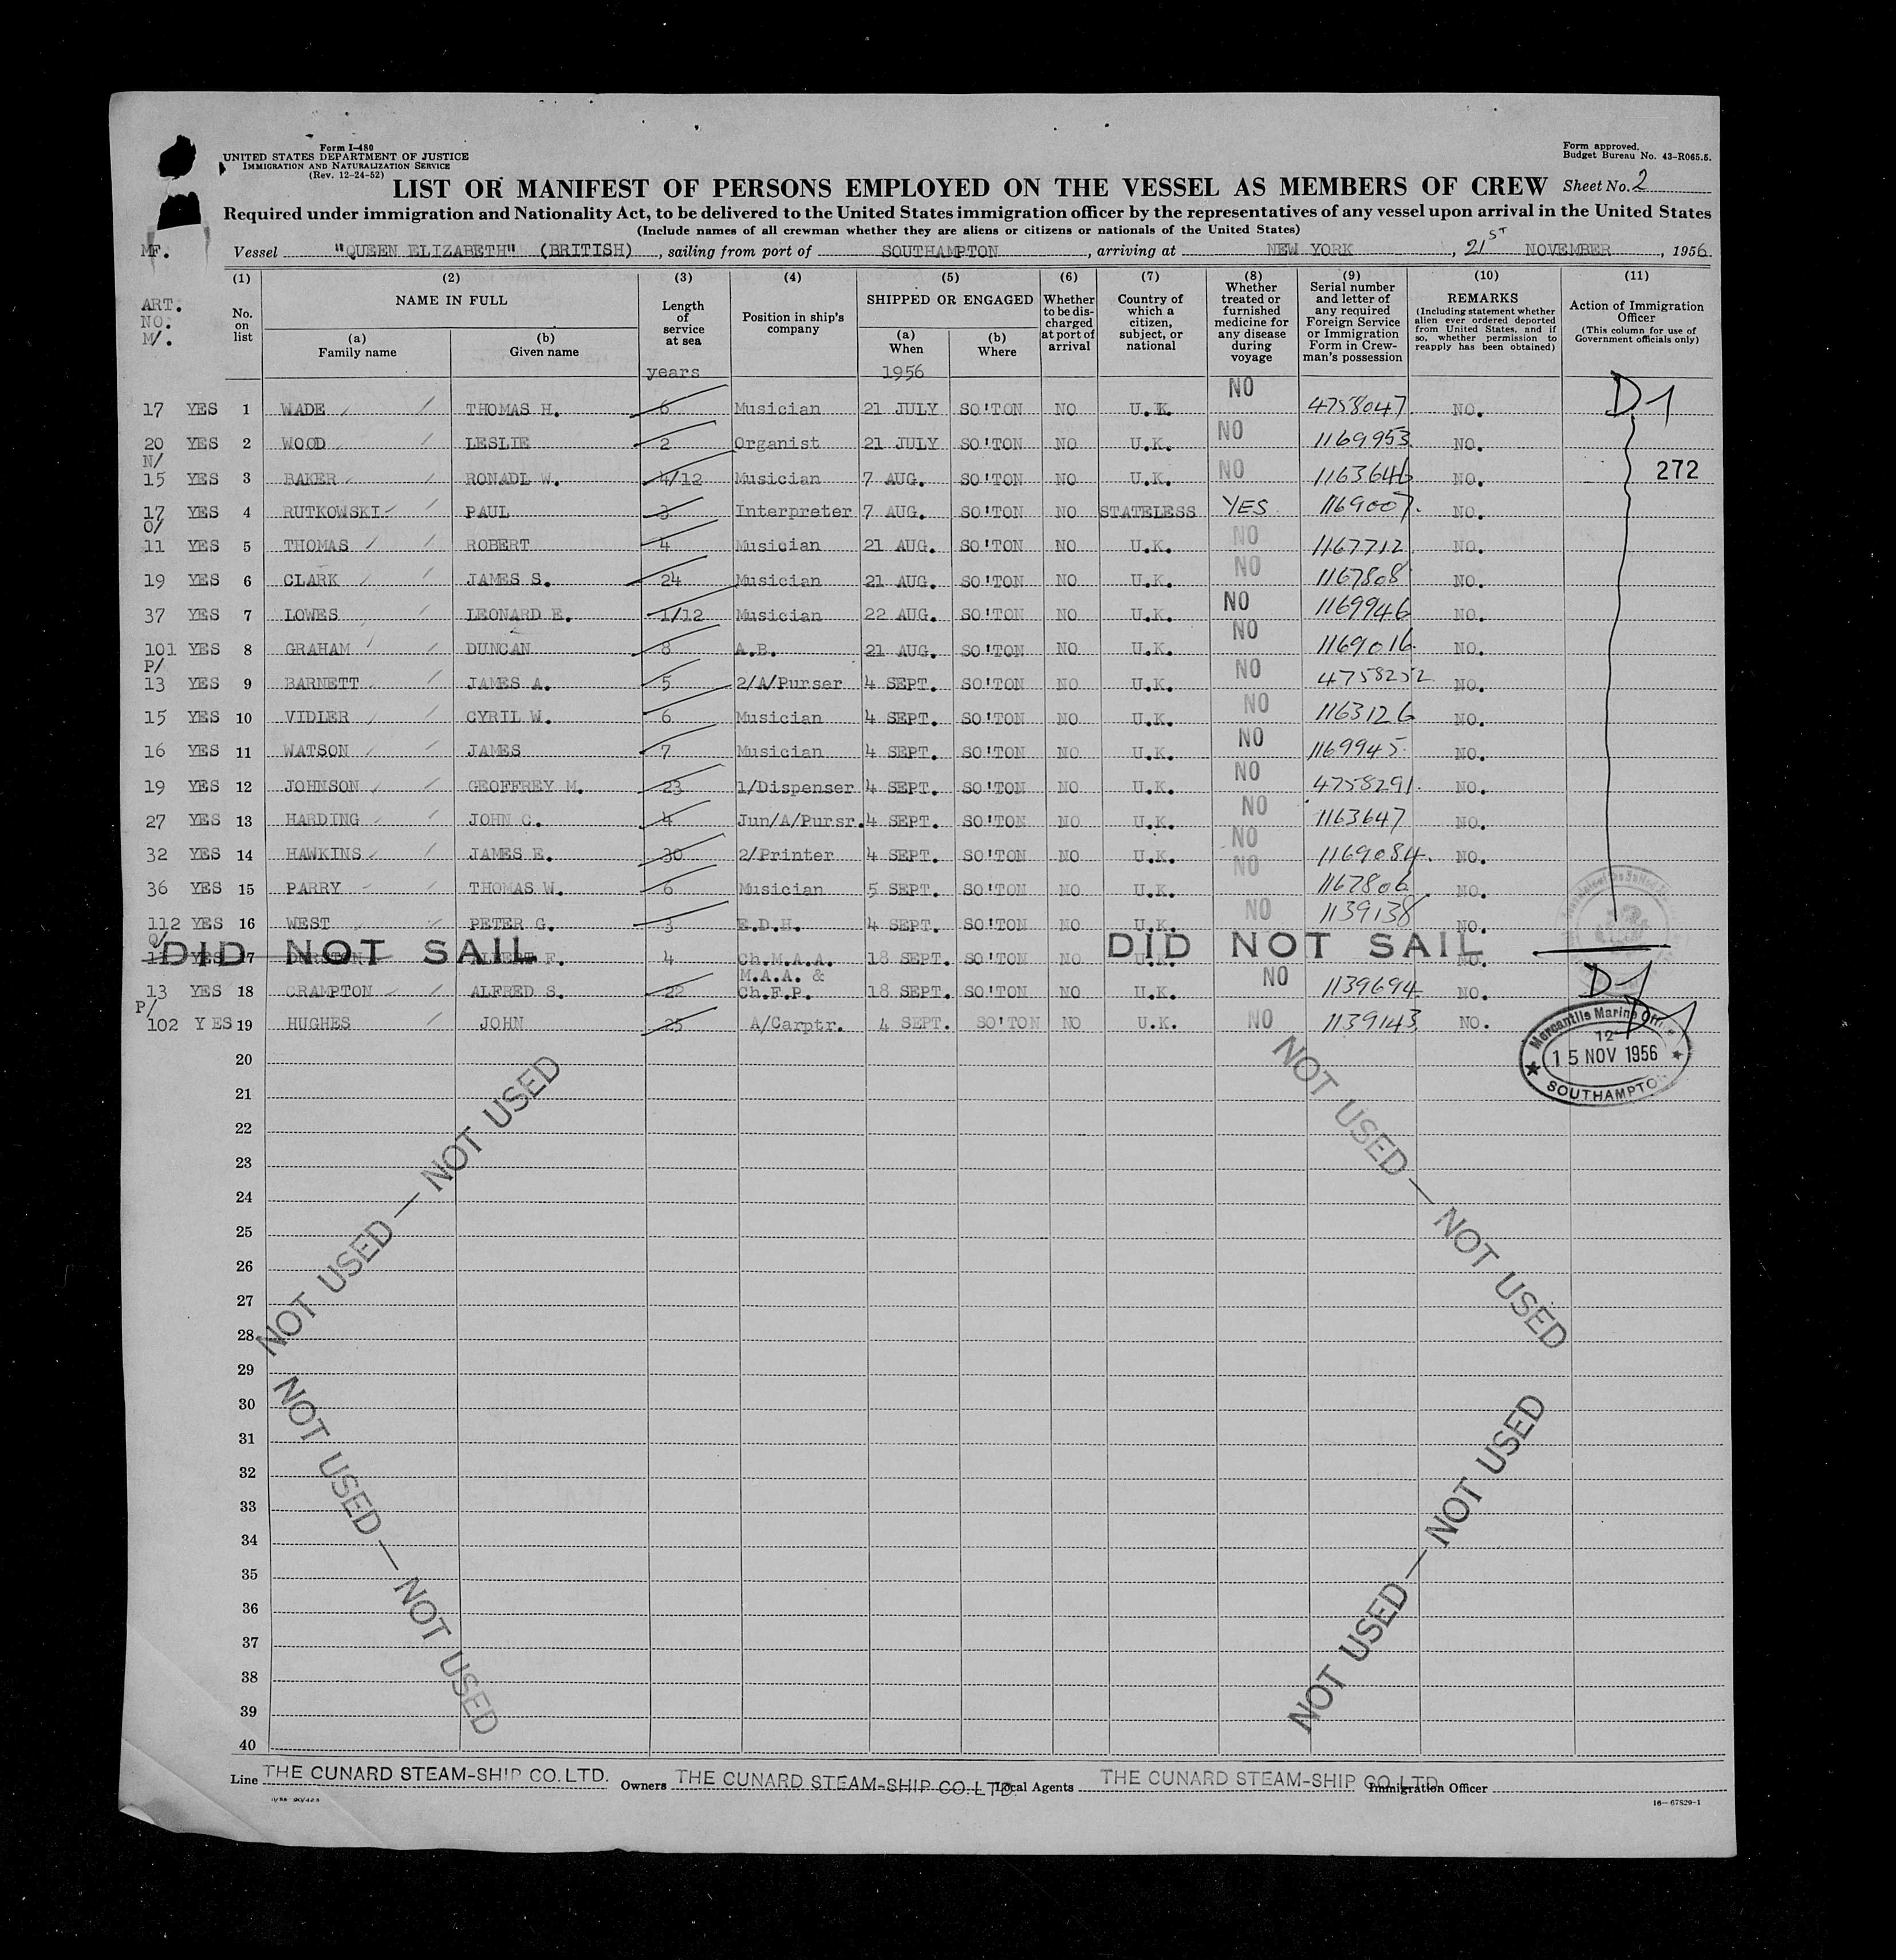 Form I-480
UNITED STATES DEPARTMENT OF JUSTICE
IMMIGRATION AND NATURALIZATION SERVICE
(Rev. 12-24-52)
Form approved.
Budget Bureau No. 43-R065.5.
LIST OR MANIFEST OF PERSONS EMPLOYED ON THE VESSEL AS MEMBERS OF CREW Sheet No. 2
Required under immigration and Nationality Act, to be delivered to the United States immigration officer by the representatives of any vessel upon arrival in the United States
(Include names of all crewman whether they are aliens or citizens or nationals of the United States)
MF. Vessel "QUEEN ELIZABETH" (BRITISH), sailing from port of SOUTHAMPTON, arriving at NEW YORK, 21ST NOVEMBER, 1956
ART. NO. M/.
(1) No. on list
(2) NAME IN FULL (a) Family name (b) Given name
(3) Length of service at sea years
(4) Position in ship's company
(5) SHIPPED OR ENGAGED (a) When 1956 (b) Where
(6) Whether to be discharged at port of arrival
(7) Country of which a citizen, subject, or national
(8) Whether treated or furnished medicine for any disease during voyage
(9) Serial number and letter of any required Foreign Service or Immigration Form in Crewman's possession
(10) REMARKS (Including statement whether alien ever ordered deported from United States, and if so, whether permission to reapply has been obtained)
(11) Action of Immigration Officer (This column for use of Government officials only)
17 YES 1 WADE THOMAS H. 6 Musician 21 JULY SO'TON NO U.K. NO 4758047 NO. D1
20 YES 2 WOOD LESLIE 2 Organist 21 JULY SO'TON NO U.K. NO 1169953 NO.
N/
15 YES 3 BAKER RONADL W. 4/12 Musician 7 AUG. SO'TON NO U.K. NO 1163646 NO. 272
17 YES 4 RUTKOWSKI PAUL 3 Interpreter 7 AUG. SO'TON NO STATELESS YES 1169007. NO.
O/
11 YES 5 THOMAS ROBERT 4 Musician 21 AUG. SO'TON NO U.K. NO 1167712 NO.
19 YES 6 CLARK JAMES S. 24 Musician 21 AUG. SO'TON NO U.K. NO 1167808 NO.
37 YES 7 LOWES LEONARD E. 1/12 Musician 22 AUG. SO'TON NO U.K. NO 1169946 NO.
101 YES 8 GRAHAM DUNCAN 8 A.B. 21 AUG. SO'TON NO U.K. NO 1169016. NO.
P/
13 YES 9 BARNETT JAMES A. 5 2/A/Purser 4 SEPT. SO'TON NO U.K. NO 4758252 NO.
15 YES 10 VIDLER CYRIL W. 6 Musician 4 SEPT. SO'TON NO U.K. NO 1163126 NO.
16 YES 11 WATSON JAMES 7 Musician 4 SEPT. SO'TON NO U.K. NO 1169945. NO.
19 YES 12 JOHNSON GEOFFREY M. 23 1/Dispenser 4 SEPT. SO'TON NO U.K. NO 4758291. NO.
27 YES 13 HARDING JOHN C. 4 Jun/A/Pursr. 4 SEPT. SO'TON NO U.K. NO 1163647 NO.
32 YES 14 HAWKINS JAMES E. 30 2/Printer 4 SEPT. SO'TON NO U.K. NO 1169084. NO.
36 YES 15 PARRY THOMAS W. 6 Musician 5 SEPT. SO'TON NO U.K. NO 1167806 NO.
112 YES 16 WEST PETER G. 3 E.D.H. 4 SEPT. SO'TON NO U.K. NO 1139138 NO.
Q/
YES 17 F. 4 Ch.M.A.A. 18 SEPT. SO'TON NO U.K. NO.
DID NOT SAIL DID NOT SAIL
M.A.A. &
13 YES 18 CRAMPTON ALFRED S. 22 Ch.F.P. 18 SEPT. SO'TON NO U.K. NO 1139694 NO. D1
P/
102 YES 19 HUGHES JOHN 25 A/Carptr. 4 SEPT. SO'TON NO U.K. NO 1139143 NO. D1
Mercantile Marine
12
15 NOV 1956
SOUTHAMPTON
20
21
22
23
24
25
26
27
28
29
30
31
32
33
34
35
36
37
38
39
40
NOT USED — NOT USED
NOT USED — NOT USED
NOT USED — NOT USED
NOT USED — NOT USED
Line THE CUNARD STEAM-SHIP CO. LTD. Owners THE CUNARD STEAM-SHIP CO. LTD. Local Agents THE CUNARD STEAM-SHIP CO. LTD. Immigration Officer
16—67829-1